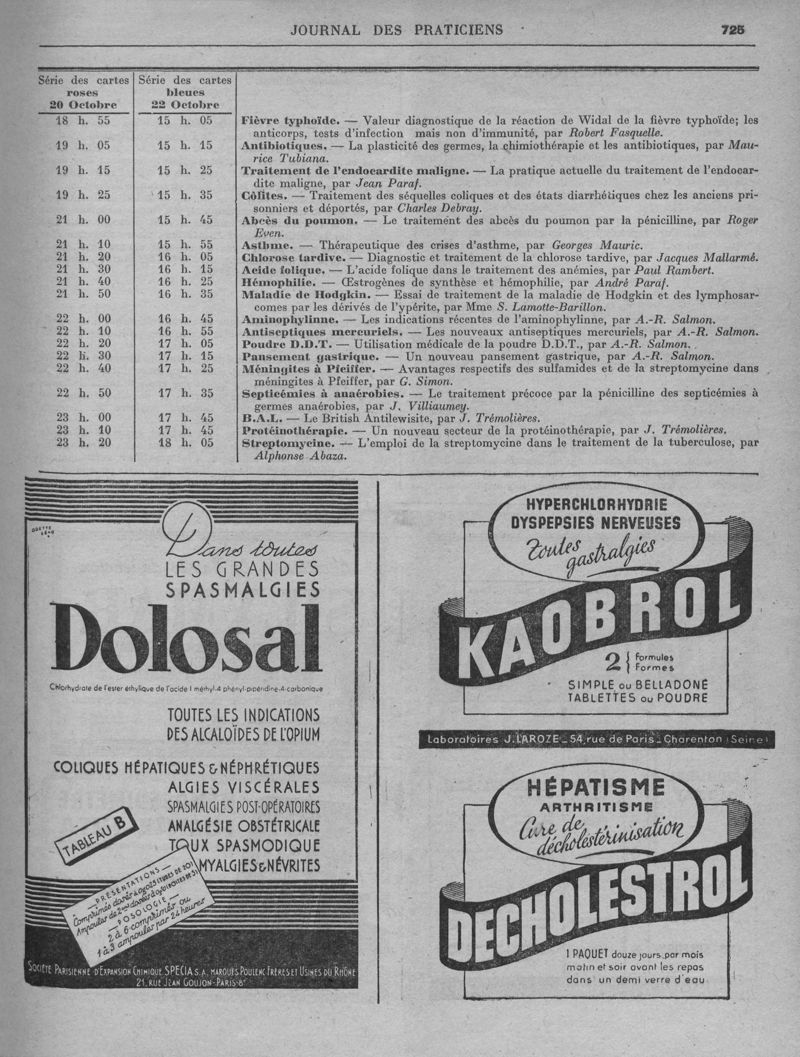 JOURNAL DES PRATICIENS
725
Série des cartes roses 20 Octobre
Série des cartes bleues 22 Octobre
18 h. 55 15 h. 05 Fièvre typhoïde. — Valeur diagnostique de la réaction de Widal de la fièvre typhoïde; les
anticorps, tests d'infection mais non d'immunité, par Robert Fasquelle.
19 h. 05 15 h. 15 Antibiotiques. — La plasticité des germes, la chimiothérapie et les antibiotiques, par Mau-
rice Tubiana.
19 h. 15 15 h. 25 Traitement de l'endocardite maligne. — La pratique actuelle du traitement de l'endocar-
dite maligne, par Jean Paraf.
19 h. 25 15 h. 35 Colites. — Traitement des séquelles coliques et des états diarrhétiques chez les anciens pri-
sonniers et déportés, par Charles Debray.
21 h. 00 15 h. 45 Abcès du poumon. — Le traitement des abcès du poumon par la pénicilline, par Roger
Even.
21 h. 10 15 h. 55 Asthme. — Thérapeutique des crises d'asthme, par Georges Mauric.
21 h. 20 16 h. 05 Chlorose tardive. — Diagnostic et traitement de la chlorose tardive, par Jacques Mallarmé.
21 h. 30 16 h. 15 Acide folique. — L'acide folique dans le traitement des anémies, par Paul Rambert.
21 h. 40 16 h. 25 Hémophilie. — Œstrogènes de synthèse et hémophilie, par André Paraf.
21 h. 50 16 h. 35 Maladie de Hodgkin. — Essai de traitement de la maladie de Hodgkin et des lymphosar-
comes par les dérivés de l'ypérite, par Mme S. Lamotte-Barillon.
22 h. 00 16 h. 45 Aminophylinne. — Les indications récentes de l'aminophylinne, par A.-R. Salmon.
22 h. 10 16 h. 55 Antiseptiques mercuriels. — Les nouveaux antiseptiques mercuriels, par A.-R. Salmon.
22 h. 20 17 h. 05 Poudre D.D.T. — Utilisation médicale de la poudre D.D.T., par A.-R. Salmon.
22 h. 30 17 h. 15 Pansement gastrique. — Un nouveau pansement gastrique, par A.-R. Salmon.
22 h. 40 17 h. 25 Méningites à Pfeiffer. — Avantages respectifs des sulfamides et de la streptomycine dans
méningites à Pfeiffer, par G. Simon.
22 h. 50 17 h. 35 Septicémies à anaérobies. — Le traitement précoce par la pénicilline des septicémies à
germes anaérobies, par J. Villiaumey.
23 h. 00 17 h. 45 B.A.L. — Le British Antilewisite, par J. Trémolières.
23 h. 10 17 h. 45 Protéinothérapie. — Un nouveau secteur de la protéinothérapie, par J. Trémolières.
23 h. 20 18 h. 05 Streptomycine. — L'emploi de la streptomycine dans le traitement de la tuberculose, par
Alphonse Abaza.
Dans toutes
LES GRANDES
SPASMALGIES
Dolosal
Chlorhydrate de l'ester éthylique de l'acide 1 méthyl-4 phényl-pipéridine-4-carbonique
TOUTES LES INDICATIONS
DES ALCALOÏDES DE L'OPIUM
COLIQUES HÉPATIQUES & NÉPHRÉTIQUES
ALGIES VISCÉRALES
SPASMALGIES POST-OPÉRATOIRES
ANALGÉSIE OBSTÉTRICALE
TOUX SPASMODIQUE
MYALGIES & NÉVRITES
TABLEAU B
PRÉSENTATIONS
POSOLOGIE
2 à 6 comprimés ou
1 à 3 ampoules par 24 heures
SOCIÉTÉ PARISIENNE D'EXPANSION CHIMIQUE SPECIA S.A. MARQUES POULENC FRÈRES ET USINES DU RHÔNE
21, RUE JEAN GOUJON-PARIS-8e
HYPERCHLORHYDRIE
DYSPEPSIES NERVEUSES
Toutes
gastralgies
KAOBROL
2 { formules
Formes
SIMPLE ou BELLADONÉ
TABLETTES ou POUDRE
Laboratoires J. LAROZE _ 54, rue de Paris _ Charenton (Seine)
HÉPATISME
ARTHRITISME
Cure de
décholestérinisation
DECHOLESTROL
1 PAQUET douze jours par mois
matin et soir avant les repas
dans un demi verre d'eau